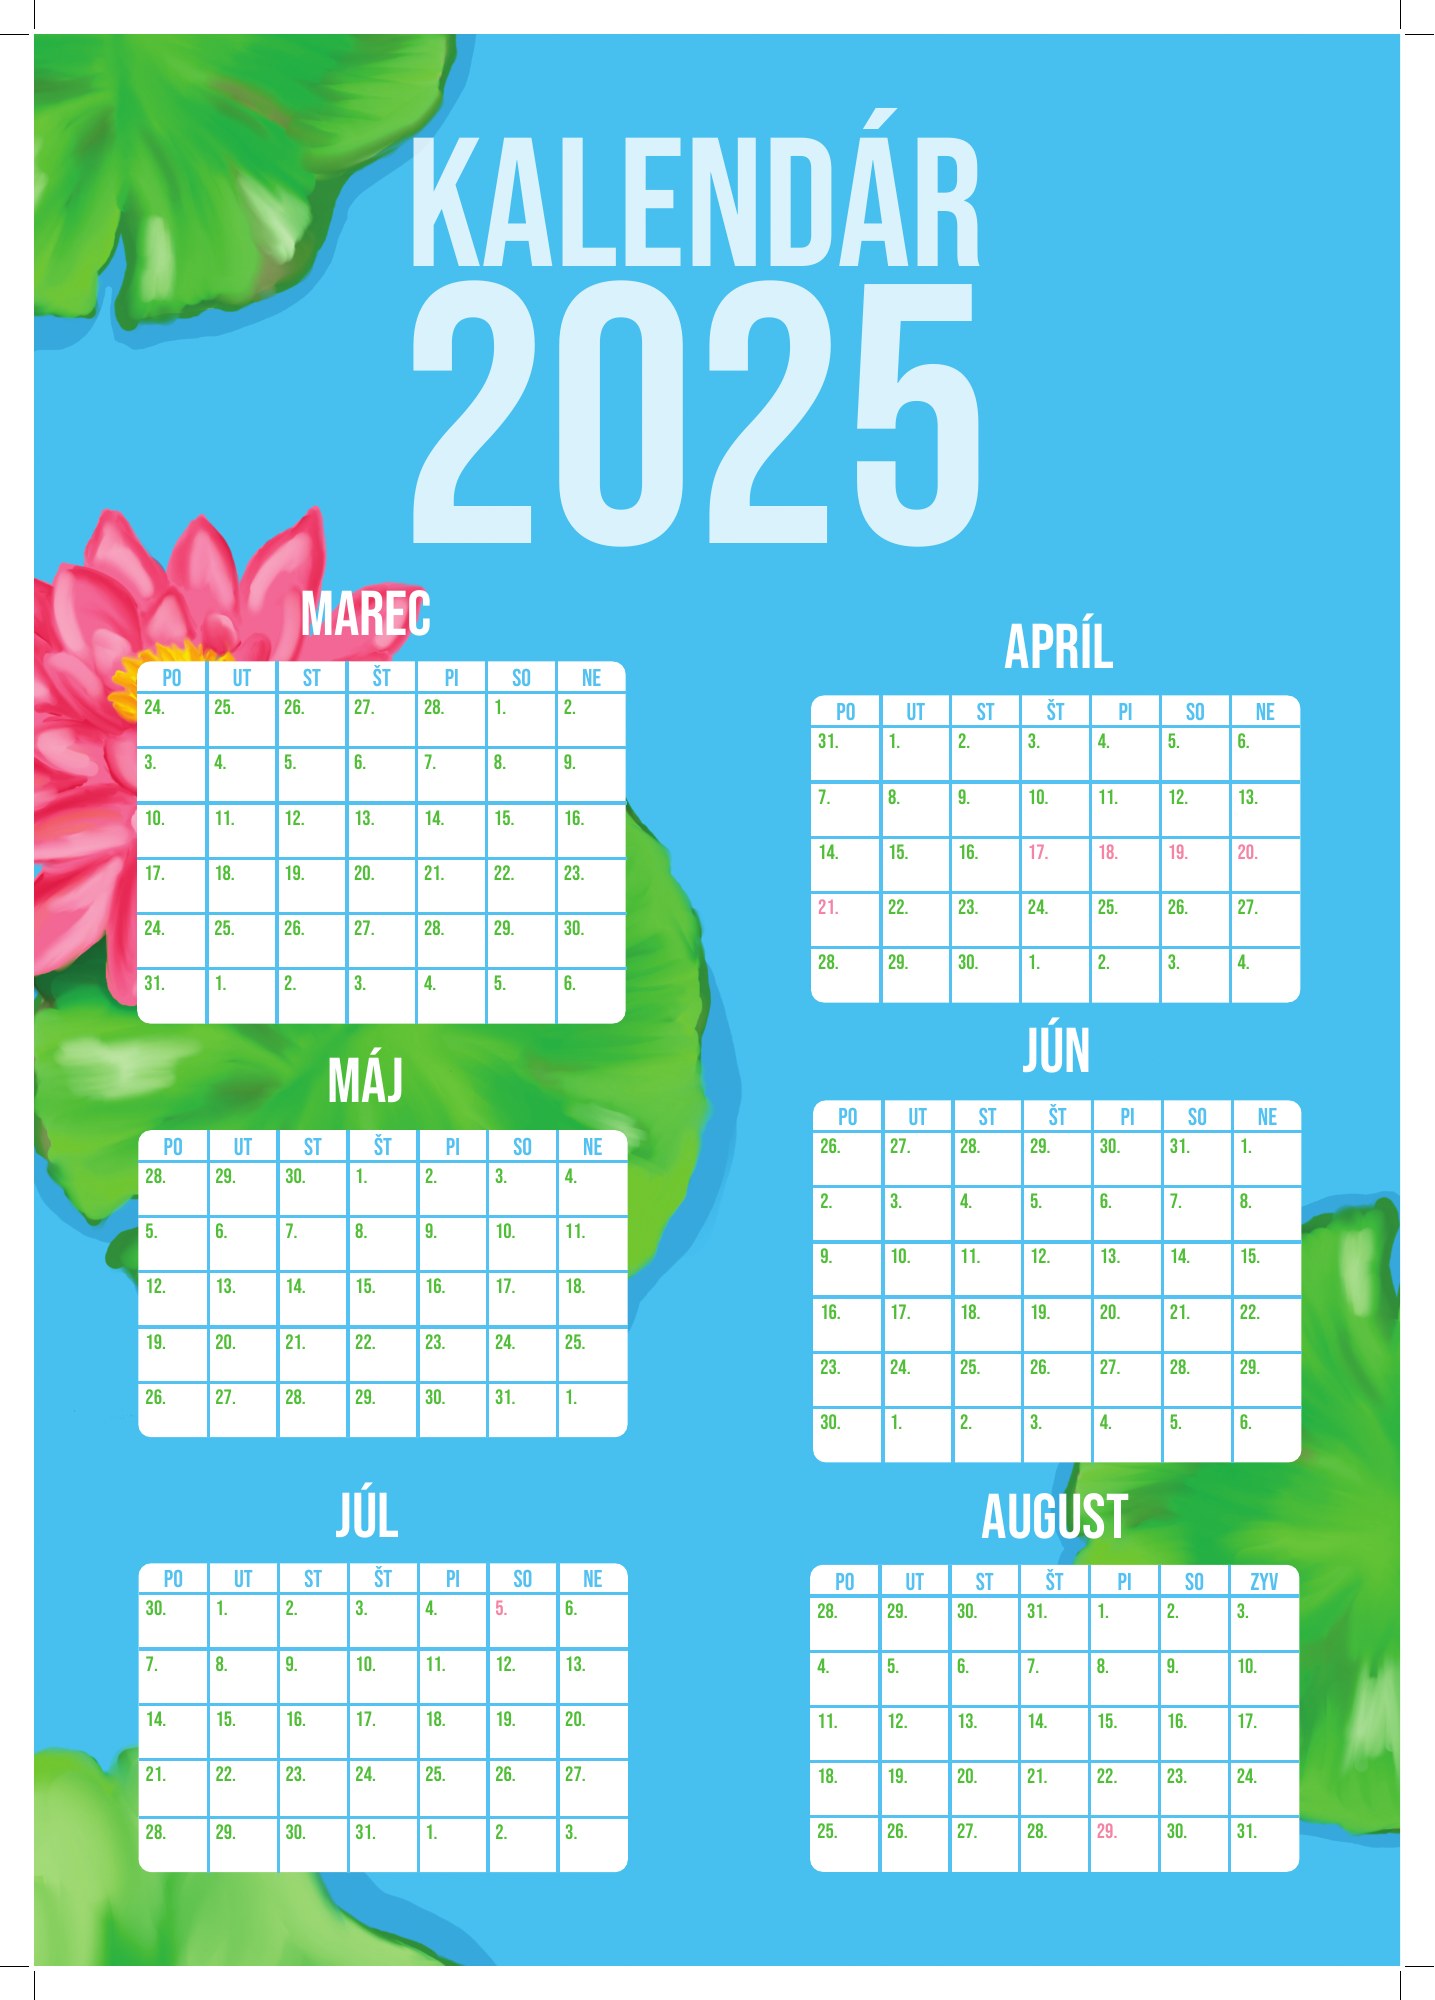 KALENDÁR
2025
MAREC
PO UT ST ŠT PI SO NE
24. 25. 26. 27. 28. 1. 2.
3. 4. 5. 6. 7. 8. 9.
10. 11. 12. 13. 14. 15. 16.
17. 18. 19. 20. 21. 22. 23.
24. 25. 26. 27. 28. 29. 30.
31. 1. 2. 3. 4. 5. 6.
APRÍL
PO UT ST ŠT PI SO NE
31. 1. 2. 3. 4. 5. 6.
7. 8. 9. 10. 11. 12. 13.
14. 15. 16. 17. 18. 19. 20.
21. 22. 23. 24. 25. 26. 27.
28. 29. 30. 1. 2. 3. 4.
MÁJ
PO UT ST ŠT PI SO NE
28. 29. 30. 1. 2. 3. 4.
5. 6. 7. 8. 9. 10. 11.
12. 13. 14. 15. 16. 17. 18.
19. 20. 21. 22. 23. 24. 25.
26. 27. 28. 29. 30. 31. 1.
JÚN
PO UT ST ŠT PI SO NE
26. 27. 28. 29. 30. 31. 1.
2. 3. 4. 5. 6. 7. 8.
9. 10. 11. 12. 13. 14. 15.
16. 17. 18. 19. 20. 21. 22.
23. 24. 25. 26. 27. 28. 29.
30. 1. 2. 3. 4. 5. 6.
JÚL
PO UT ST ŠT PI SO NE
30. 1. 2. 3. 4. 5. 6.
7. 8. 9. 10. 11. 12. 13.
14. 15. 16. 17. 18. 19. 20.
21. 22. 23. 24. 25. 26. 27.
28. 29. 30. 31. 1. 2. 3.
AUGUST
PO UT ST ŠT PI SO ZYV
28. 29. 30. 31. 1. 2. 3.
4. 5. 6. 7. 8. 9. 10.
11. 12. 13. 14. 15. 16. 17.
18. 19. 20. 21. 22. 23. 24.
25. 26. 27. 28. 29. 30. 31.